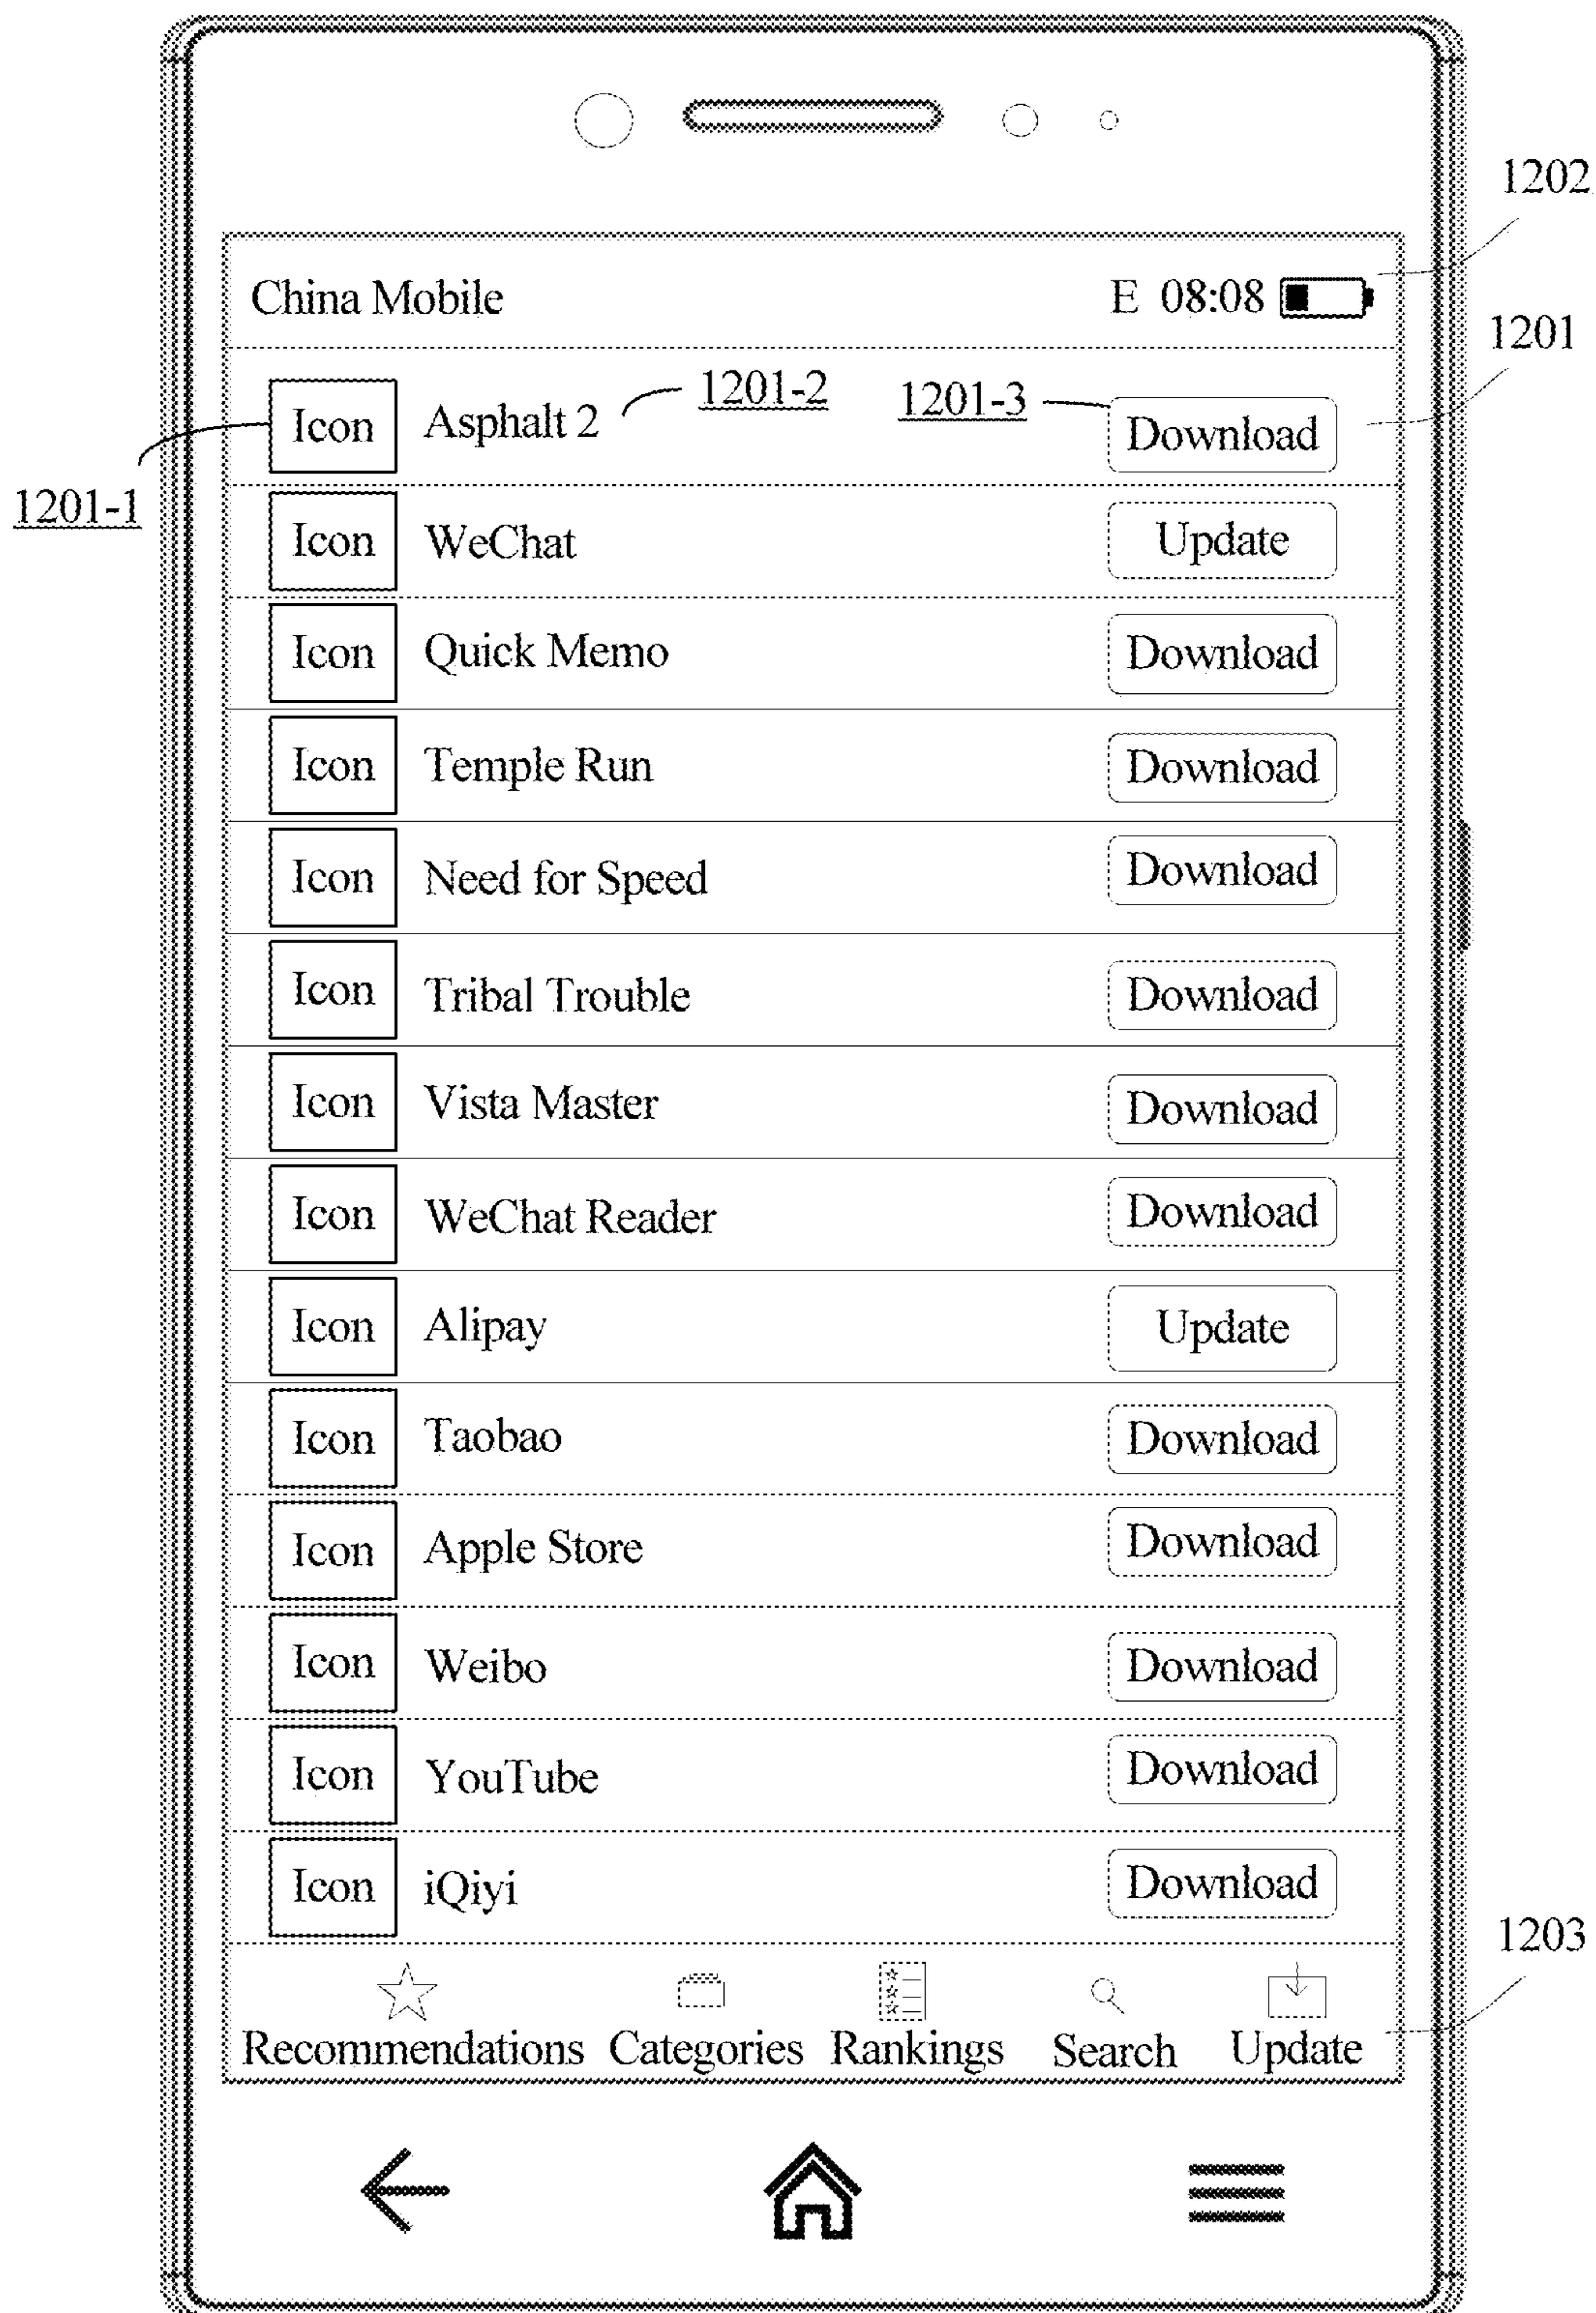 1202
China Mobile E 08:08
1201
1201-2 1201-3
Icon Asphalt 2 Download
1201-1
Icon WeChat Update
Icon Quick Memo Download
Icon Temple Run Download
Icon Need for Speed Download
Icon Tribal Trouble Download
Icon Vista Master Download
Icon WeChat Reader Download
Icon Alipay Update
Icon Taobao Download
Icon Apple Store Download
Icon Weibo Download
Icon YouTube Download
Icon iQiyi Download
1203
Recommendations Categories Rankings Search Update